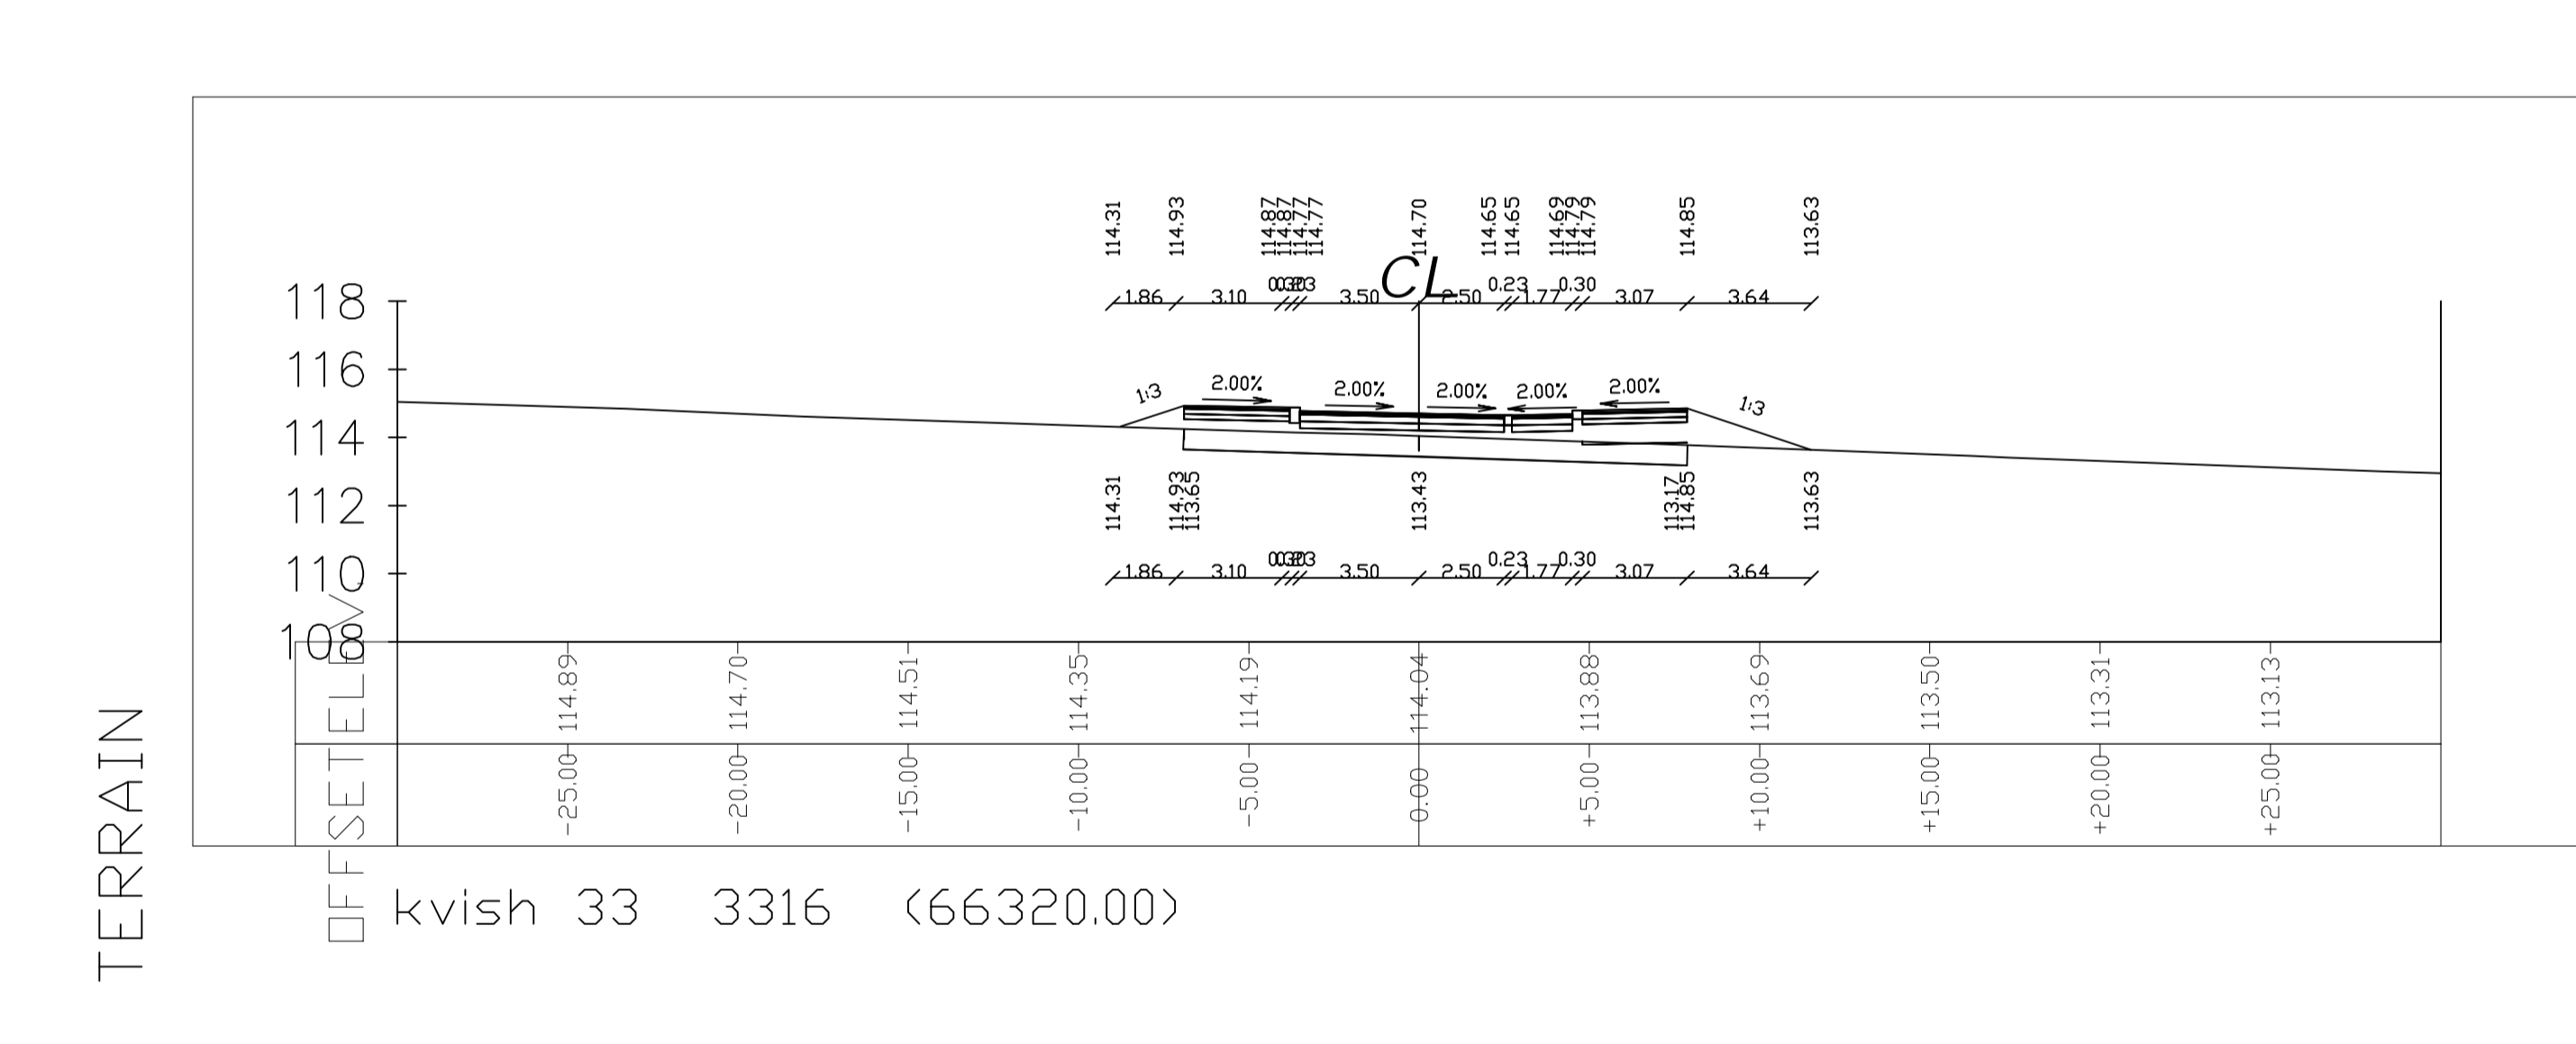 114.31 114.93 114.87 114.87 114.77 114.77 114.70 114.65 114.65 114.69 114.79 114.79 114.85 113.63
CL
1.86 3.10 3.50 2.50 0.23 1.77 0.30 3.07 3.64
118
116
114
112
110
108
1:3 2.00% 2.00% 2.00% 2.00% 2.00% 1:3
114.31 114.93 113.65 113.43 113.17 114.85 113.63
1.86 3.10 3.50 2.50 0.23 1.77 0.30 3.07 3.64
TERRAIN
ELEV
114.89 114.70 114.51 114.35 114.19 114.04 113.88 113.69 113.50 113.31 113.13
OFFSET
-25.00 -20.00 -15.00 -10.00 -5.00 0.00 +5.00 +10.00 +15.00 +20.00 +25.00
kvish 33 3316 (66320.00)